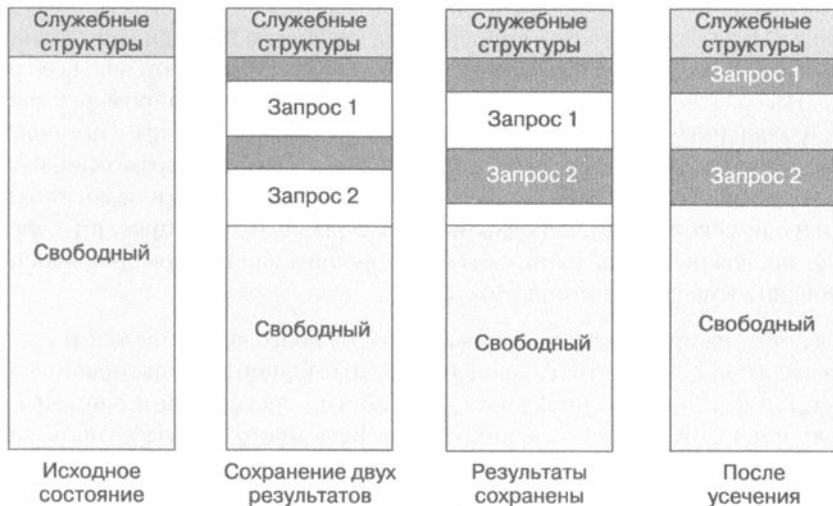 Служебные
структуры
Свободный
Исходное
состояние
Служебные
структуры
Запрос 1
Запрос 2
Свободный
Сохранение двух
результатов
Служебные
структуры
Запрос 1
Запрос 2
Свободный
Результаты
сохранены
Служебные
структуры
Запрос 1
Запрос 2
Свободный
После
усечения